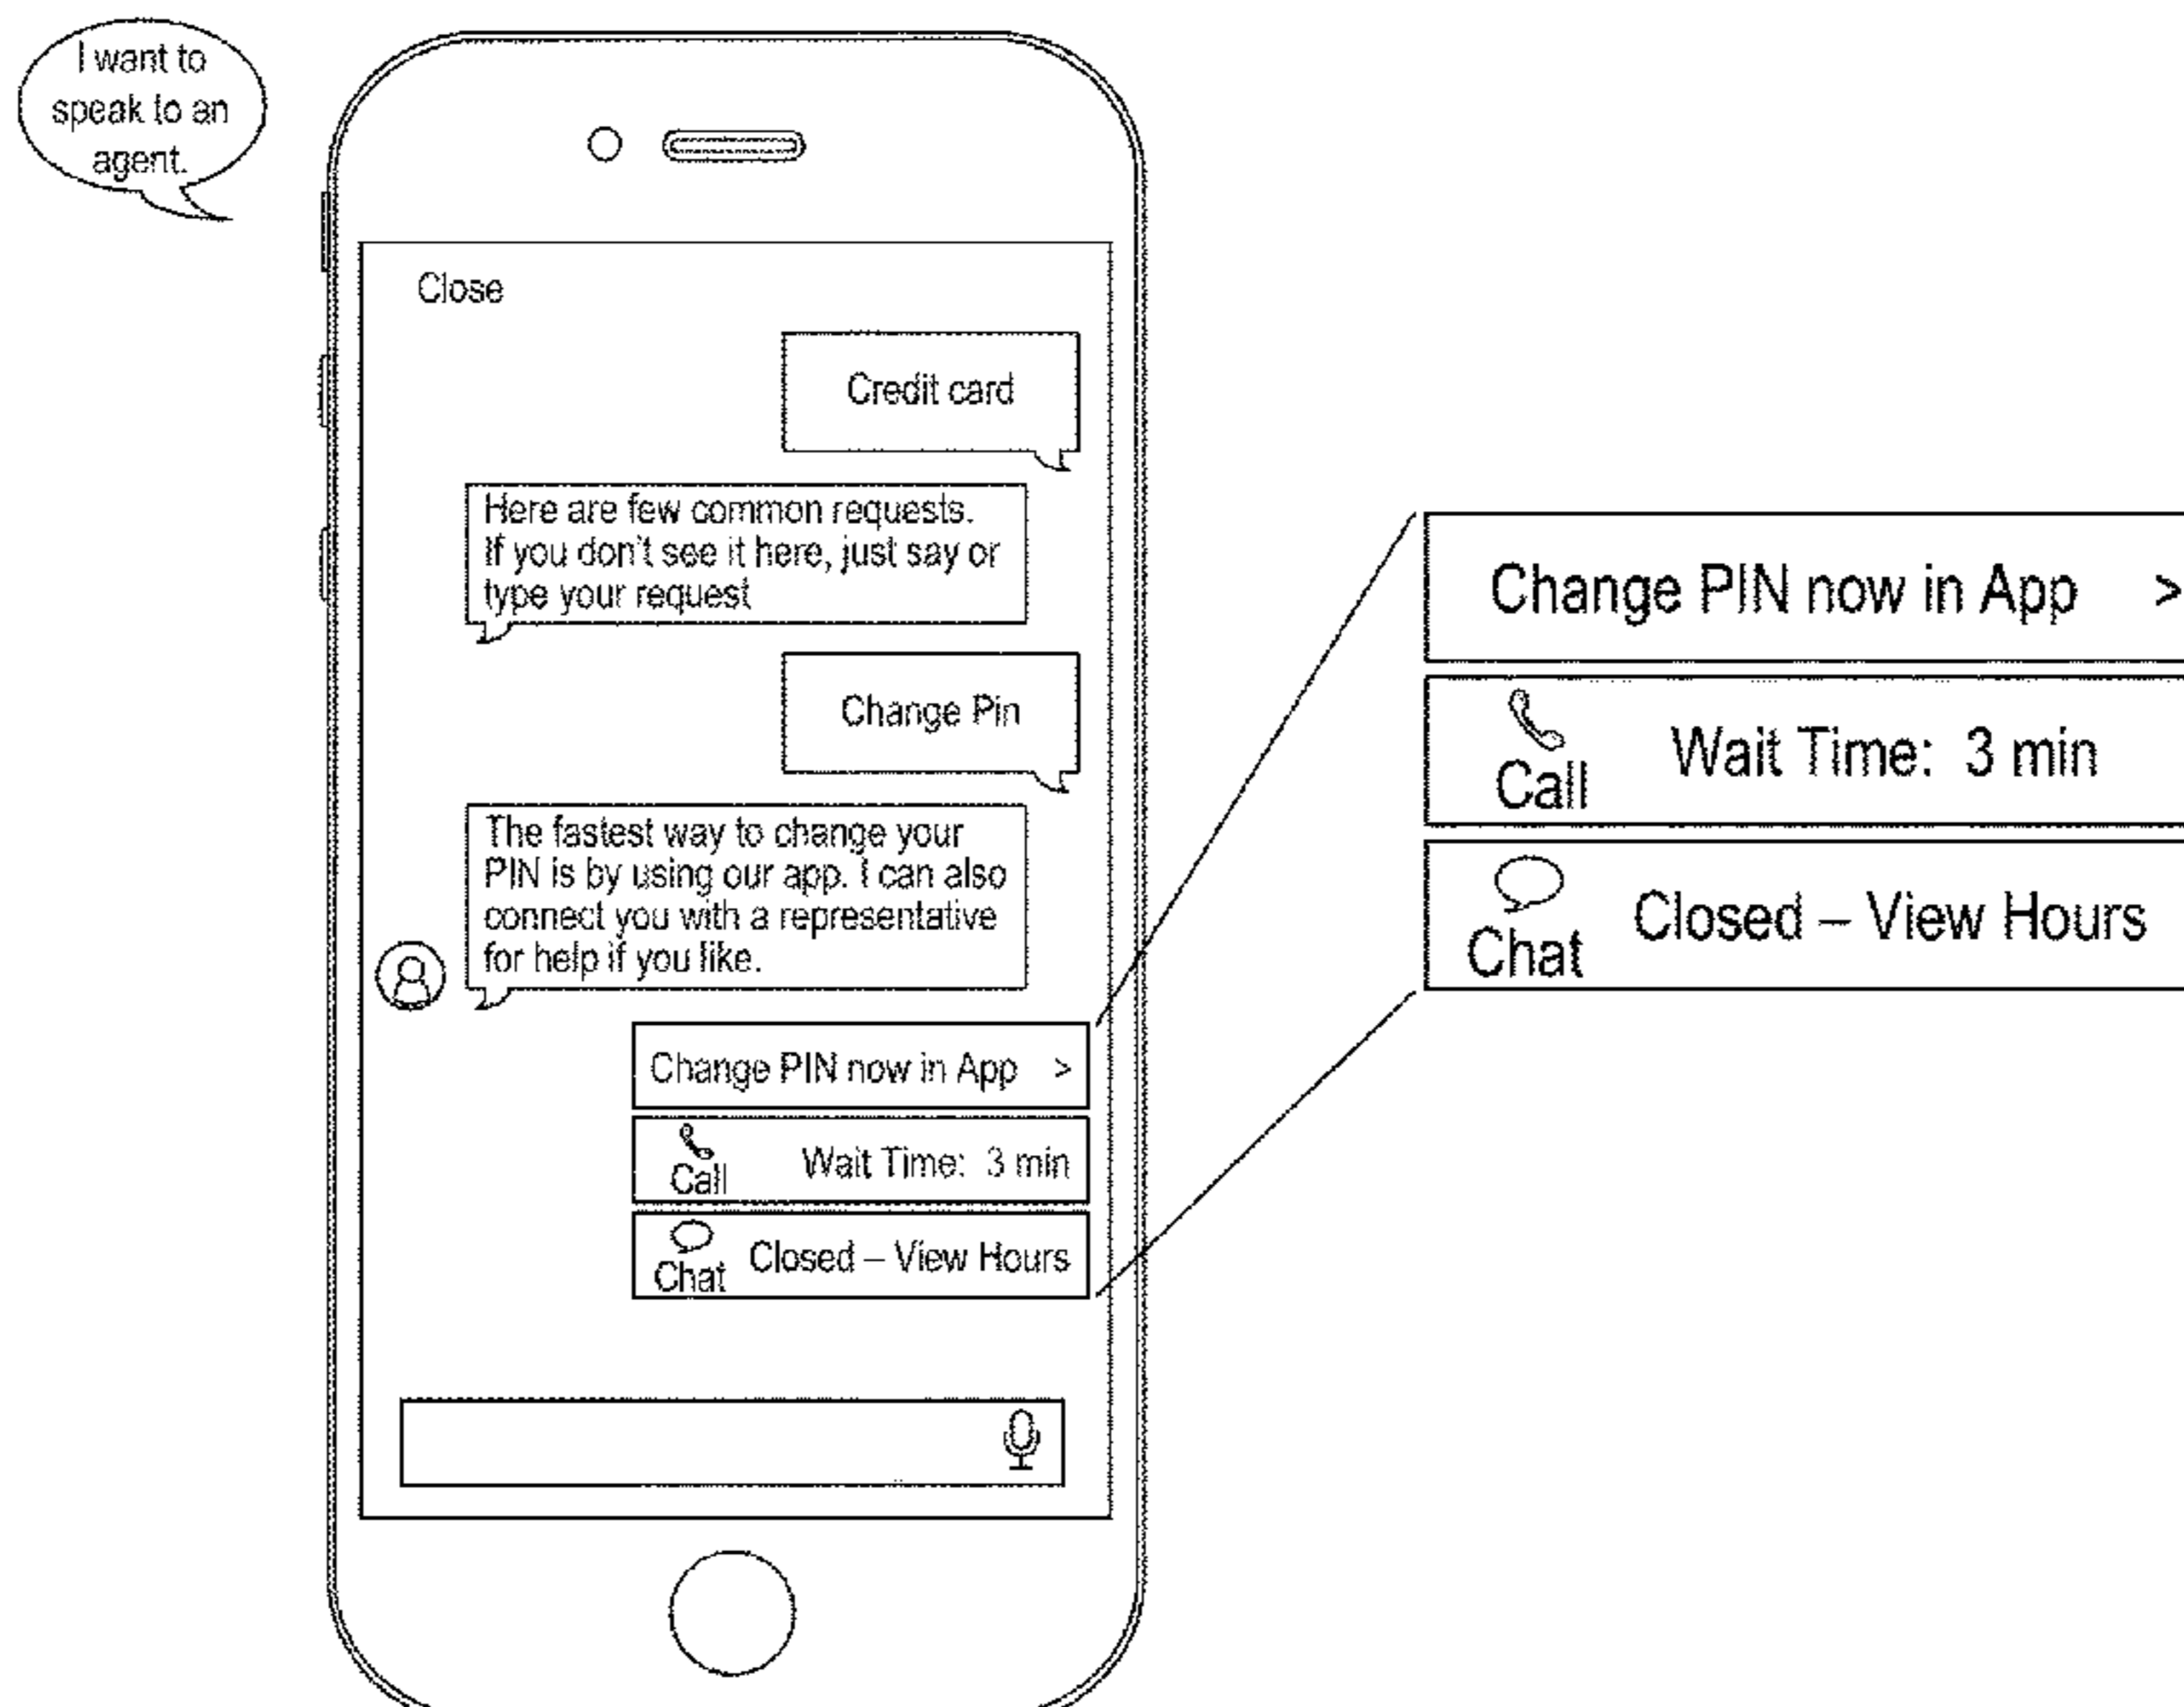 I want to
speak to an
agent.
Close
Credit card
Here are few common requests.
If you don't see it here, just say or
type your request
Change Pin
The fastest way to change your
PIN is by using our app. I can also
connect you with a representative
for help if you like.
Change PIN now in App >
Call Wait Time: 3 min
Chat Closed – View Hours
Change PIN now in App >
Call Wait Time: 3 min
Chat Closed – View Hours